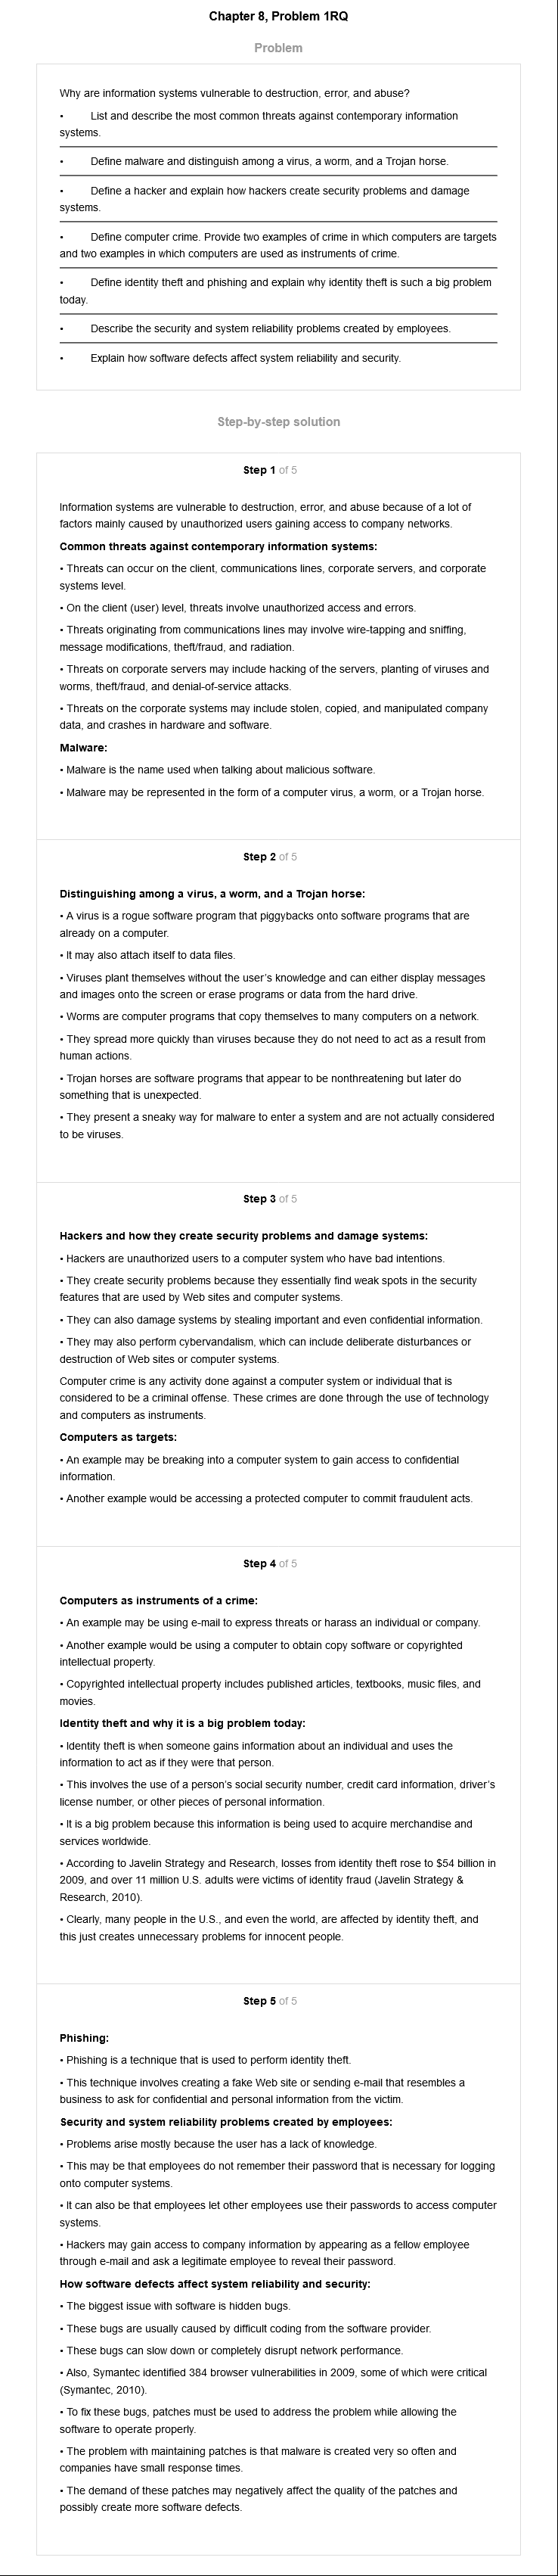 Chapter 8, Problem 1RQ
Problem
Why are information systems vulnerable to destruction, error, and abuse?
• List and describe the most common threats against contemporary information
systems.
• Define malware and distinguish among a virus, a worm, and a Trojan horse.
• Define a hacker and explain how hackers create security problems and damage
systems.
• Define computer crime. Provide two examples of crime in which computers are targets
and two examples in which computers are used as instruments of crime.
• Define identity theft and phishing and explain why identity theft is such a big problem
today.
• Describe the security and system reliability problems created by employees.
• Explain how software defects affect system reliability and security.
Step-by-step solution
Step 1 of 5
Information systems are vulnerable to destruction, error, and abuse because of a lot of
factors mainly caused by unauthorized users gaining access to company networks.
Common threats against contemporary information systems:
• Threats can occur on the client, communications lines, corporate servers, and corporate
systems level.
• On the client (user) level, threats involve unauthorized access and errors.
• Threats originating from communications lines may involve wire-tapping and sniffing,
message modifications, theft/fraud, and radiation.
• Threats on corporate servers may include hacking of the servers, planting of viruses and
worms, theft/fraud, and denial-of-service attacks.
• Threats on the corporate systems may include stolen, copied, and manipulated company
data, and crashes in hardware and software.
Malware:
• Malware is the name used when talking about malicious software.
• Malware may be represented in the form of a computer virus, a worm, or a Trojan horse.
Step 2 of 5
Distinguishing among a virus, a worm, and a Trojan horse:
• A virus is a rogue software program that piggybacks onto software programs that are
already on a computer.
• It may also attach itself to data files.
• Viruses plant themselves without the user's knowledge and can either display messages
and images onto the screen or erase programs or data from the hard drive.
• Worms are computer programs that copy themselves to many computers on a network.
• They spread more quickly than viruses because they do not need to act as a result from
human actions.
• Trojan horses are software programs that appear to be nonthreatening but later do
something that is unexpected.
• They present a sneaky way for malware to enter a system and are not actually considered
to be viruses.
Step 3 of 5
Hackers and how they create security problems and damage systems:
• Hackers are unauthorized users to a computer system who have bad intentions.
• They create security problems because they essentially find weak spots in the security
features that are used by Web sites and computer systems.
• They can also damage systems by stealing important and even confidential information.
• They may also perform cybervandalism, which can include deliberate disturbances or
destruction of Web sites or computer systems.
Computer crime is any activity done against a computer system or individual that is
considered to be a criminal offense. These crimes are done through the use of technology
and computers as instruments.
Computers as targets:
• An example may be breaking into a computer system to gain access to confidential
information.
• Another example would be accessing a protected computer to commit fraudulent acts.
Step 4 of 5
Computers as instruments of a crime:
• An example may be using e-mail to express threats or harass an individual or company.
• Another example would be using a computer to obtain copy software or copyrighted
intellectual property.
• Copyrighted intellectual property includes published articles, textbooks, music files, and
movies.
Identity theft and why it is a big problem today:
• Identity theft is when someone gains information about an individual and uses the
information to act as if they were that person.
• This involves the use of a person's social security number, credit card information, driver's
license number, or other pieces of personal information.
• It is a big problem because this information is being used to acquire merchandise and
services worldwide.
• According to Javelin Strategy and Research, losses from identity theft rose to $54 billion in
2009, and over 11 million U.S. adults were victims of identity fraud (Javelin Strategy &
Research, 2010).
• Clearly, many people in the U.S., and even the world, are affected by identity theft, and
this just creates unnecessary problems for innocent people.
Step 5 of 5
Phishing:
• Phishing is a technique that is used to perform identity theft.
• This technique involves creating a fake Web site or sending e-mail that resembles a
business to ask for confidential and personal information from the victim.
Security and system reliability problems created by employees:
• Problems arise mostly because the user has a lack of knowledge.
• This may be that employees do not remember their password that is necessary for logging
onto computer systems.
• It can also be that employees let other employees use their passwords to access computer
systems.
• Hackers may gain access to company information by appearing as a fellow employee
through e-mail and ask a legitimate employee to reveal their password.
How software defects affect system reliability and security:
• The biggest issue with software is hidden bugs.
• These bugs are usually caused by difficult coding from the software provider.
• These bugs can slow down or completely disrupt network performance.
• Also, Symantec identified 384 browser vulnerabilities in 2009, some of which were critical
(Symantec, 2010).
• To fix these bugs, patches must be used to address the problem while allowing the
software to operate properly.
• The problem with maintaining patches is that malware is created very so often and
companies have small response times.
• The demand of these patches may negatively affect the quality of the patches and
possibly create more software defects.